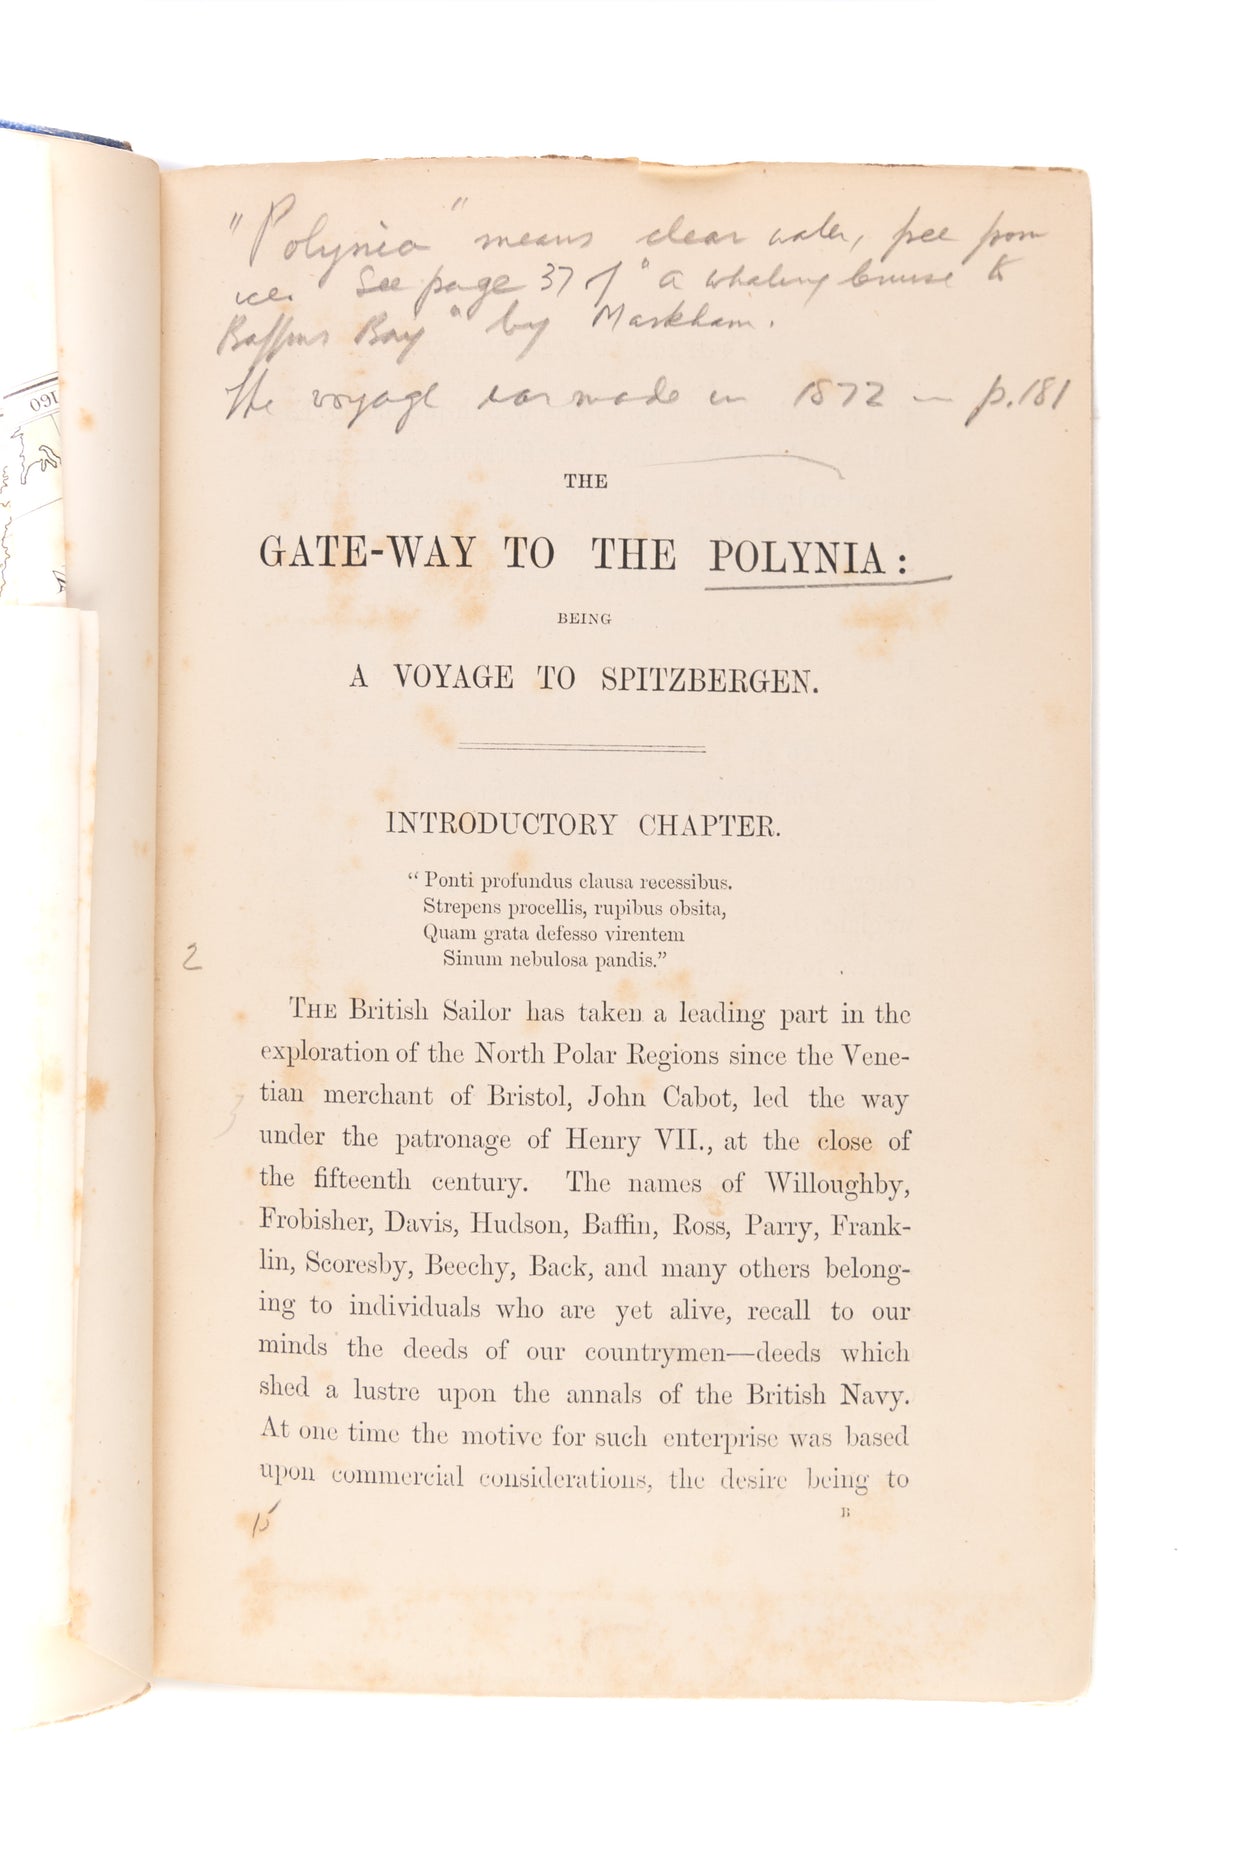 "Polynia" means clear water, free from
ice. See page 37 of "a whaling Cruise to
Baffins Bay" by Markham.
The voyage was made in 1872 — p. 181
160
THE
GATE-WAY TO THE POLYNIA:
BEING
A VOYAGE TO SPITZBERGEN.
INTRODUCTORY CHAPTER.
"Ponti profundus clausa recessibus.
Strepens procellis, rupibus obsita,
Quam grata defesso virentem
Sinum nebulosa pandis."
2
THE British Sailor has taken a leading part in the
exploration of the North Polar Regions since the Vene-
tian merchant of Bristol, John Cabot, led the way
under the patronage of Henry VII., at the close of
the fifteenth century. The names of Willoughby,
Frobisher, Davis, Hudson, Baffin, Ross, Parry, Frank-
lin, Scoresby, Beechy, Back, and many others belong-
ing to individuals who are yet alive, recall to our
minds the deeds of our countrymen—deeds which
shed a lustre upon the annals of the British Navy.
At one time the motive for such enterprise was based
upon commercial considerations, the desire being to
B